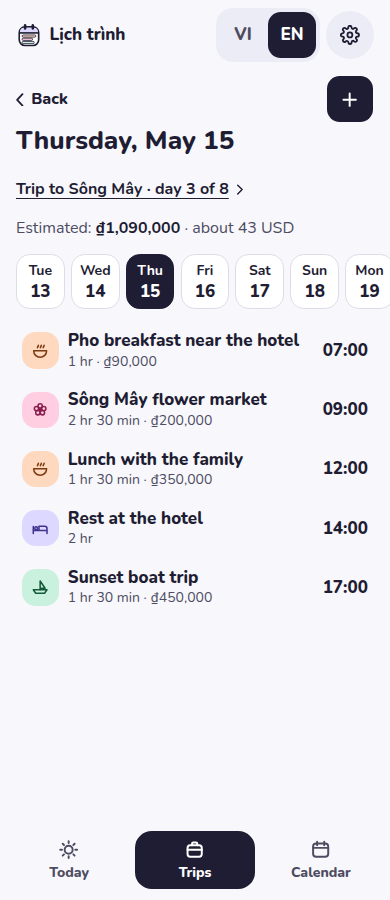 Lịch trình
VI
EN
Back
Thursday, May 15
Trip to Sông Mây · day 3 of 8
Estimated: ₫1,090,000 · about 43 USD
Tue Wed Thu Fri Sat Sun Mon
13 14 15 16 17 18 19
Pho breakfast near the hotel 07:00
1 hr · ₫90,000
Sông Mây flower market 09:00
2 hr 30 min · ₫200,000
Lunch with the family 12:00
1 hr 30 min · ₫350,000
Rest at the hotel 14:00
2 hr
Sunset boat trip 17:00
1 hr 30 min · ₫450,000
Today Trips Calendar